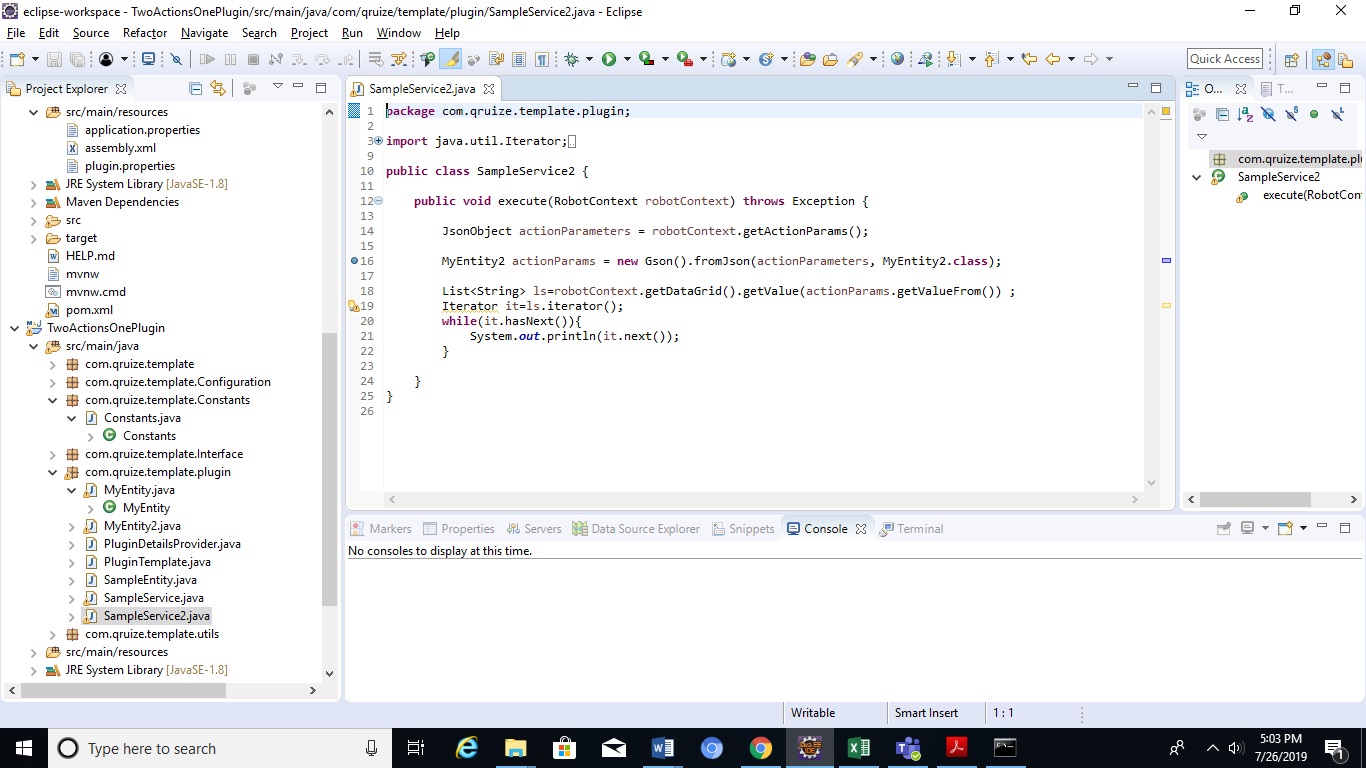 eclipse-workspace - TwoActionsOnePlugin/src/main/java/com/qruize/template/plugin/SampleService2.java - Eclipse
File Edit Source Refactor Navigate Search Project Run Window Help
Quick Access
Project Explorer
src/main/resources
application.properties
assembly.xml
plugin.properties
JRE System Library [JavaSE-1.8]
Maven Dependencies
src
target
HELP.md
mvnw
mvnw.cmd
pom.xml
TwoActionsOnePlugin
src/main/java
com.qruize.template
com.qruize.template.Configuration
com.qruize.template.Constants
Constants.java
Constants
com.qruize.template.Interface
com.qruize.template.plugin
MyEntity.java
MyEntity
MyEntity2.java
PluginDetailsProvider.java
PluginTemplate.java
SampleEntity.java
SampleService.java
SampleService2.java
com.qruize.template.utils
src/main/resources
JRE System Library [JavaSE-1.8]
SampleService2.java
1 package com.qruize.template.plugin;
2
3 import java.util.Iterator;
9
10 public class SampleService2 {
11
12 public void execute(RobotContext robotContext) throws Exception {
13
14 JsonObject actionParameters = robotContext.getActionParams();
15
16 MyEntity2 actionParams = new Gson().fromJson(actionParameters, MyEntity2.class);
17
18 List<String> ls=robotContext.getDataGrid().getValue(actionParams.getValueFrom()) ;
19 Iterator it=ls.iterator();
20 while(it.hasNext()){
21 System.out.println(it.next());
22 }
23
24 }
25 }
26
O... T...
com.qruize.template.plu
SampleService2
execute(RobotCon
Markers Properties Servers Data Source Explorer Snippets Console Terminal
No consoles to display at this time.
Writable Smart Insert 1 : 1
Type here to search
5:03 PM
7/26/2019
1